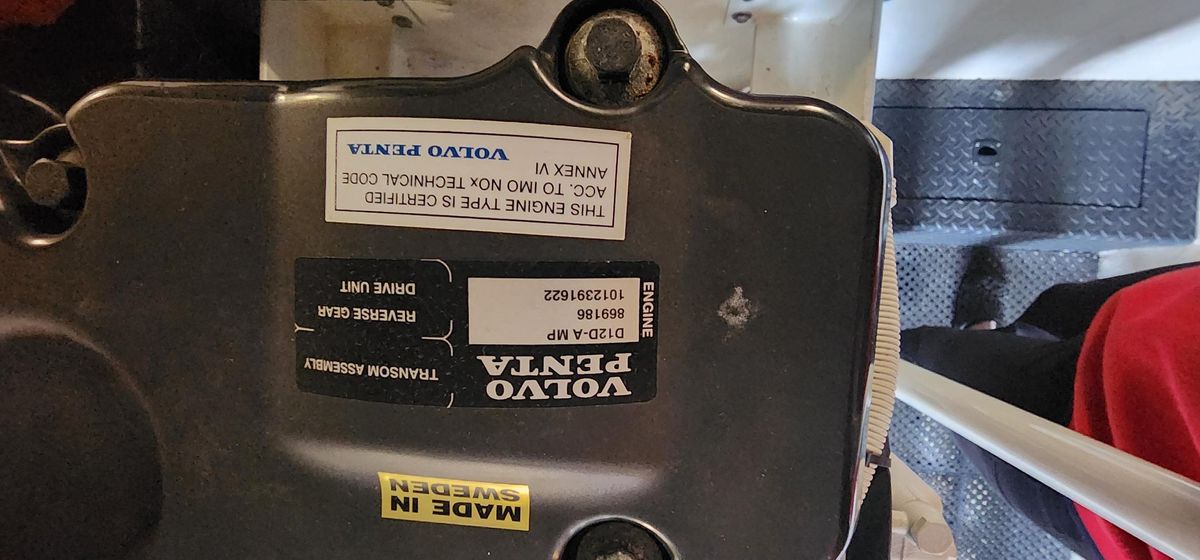 MADE IN
SWEDEN
VOLVO
PENTA
ENGINE
D12D-A MP
869186
1012391622
TRANSOM ASSEMBLY
REVERSE GEAR
DRIVE UNIT
THIS ENGINE TYPE IS CERTIFIED
ACC. TO IMO NOx TECHNICAL CODE
ANNEX VI
VOLVO PENTA